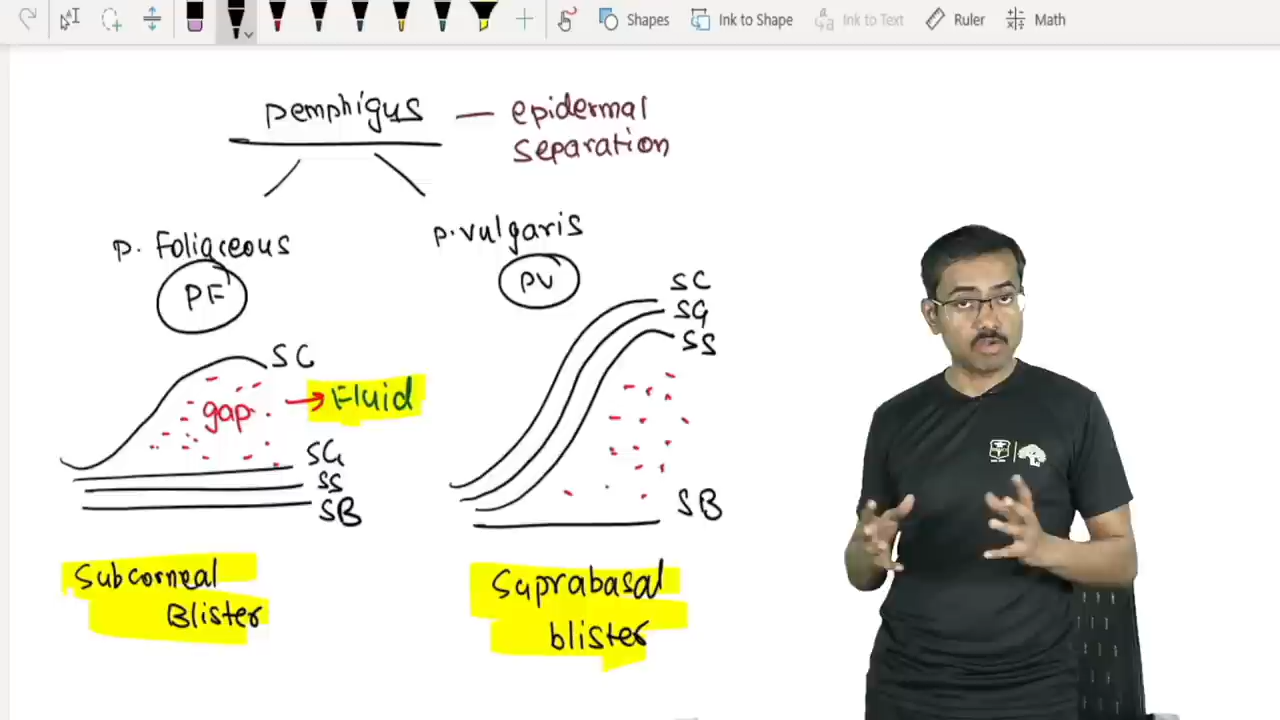 Shapes Ink to Shape Ink to Text Ruler Math
Pemphigus — epidermal
separation
P. Foliaceous P. Vulgaris
PF PV
SC
SG
SS
SC
gap → Fluid
SG
SS
SB
SB
Subcorneal
Blister
Suprabasal
blister